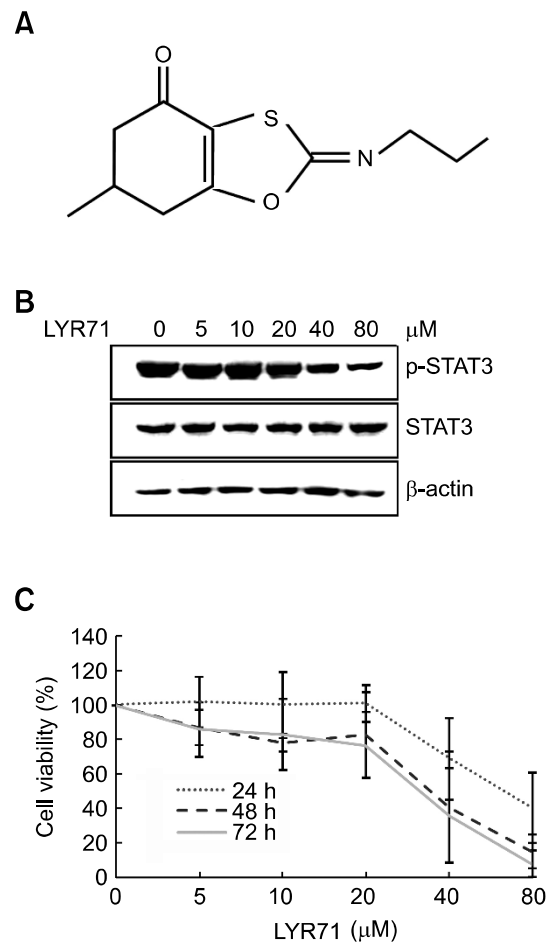 A
O
S
N
O
B
LYR71 0 5 10 20 40 80 μM
p-STAT3
STAT3
β-actin
C
140
120
100
80
60
40
20
0
Cell viability (%)
24 h
48 h
72 h
0 5 10 20 40 80
LYR71 (μM)